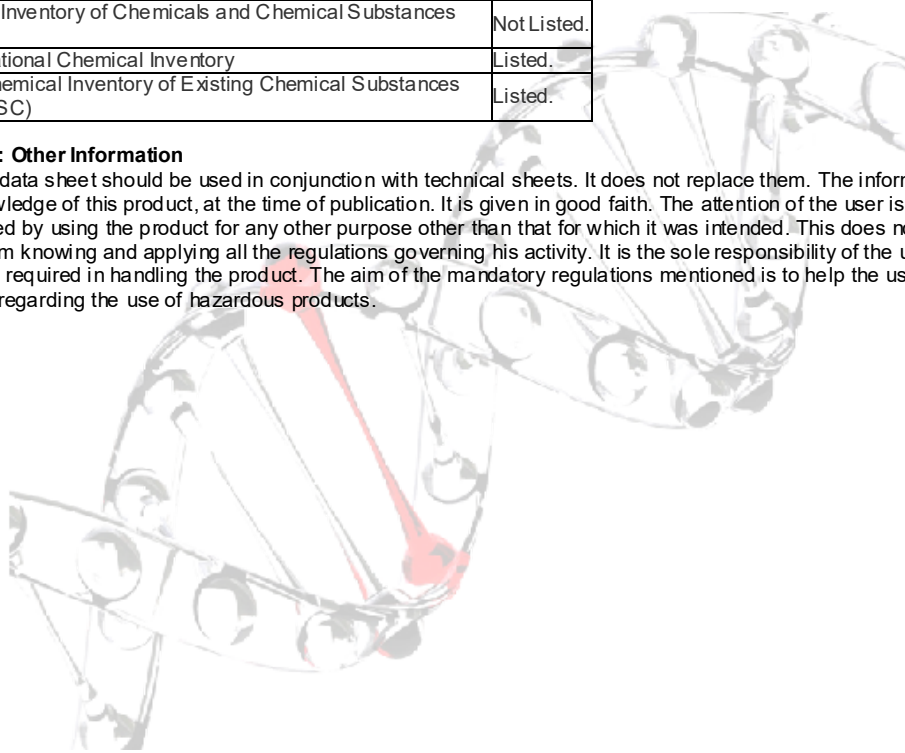 Inventory of Chemicals and Chemical Substances
Not Listed.
tional Chemical Inventory
Listed.
emical Inventory of Existing Chemical Substances
SC)
Listed.
: Other Information
data sheet should be used in conjunction with technical sheets. It does not replace them. The inform
wledge of this product, at the time of publication. It is given in good faith. The attention of the user is
ed by using the product for any other purpose other than that for which it was intended. This does no
m knowing and applying all the regulations governing his activity. It is the sole responsibility of the u
required in handling the product. The aim of the mandatory regulations mentioned is to help the us
regarding the use of hazardous products.